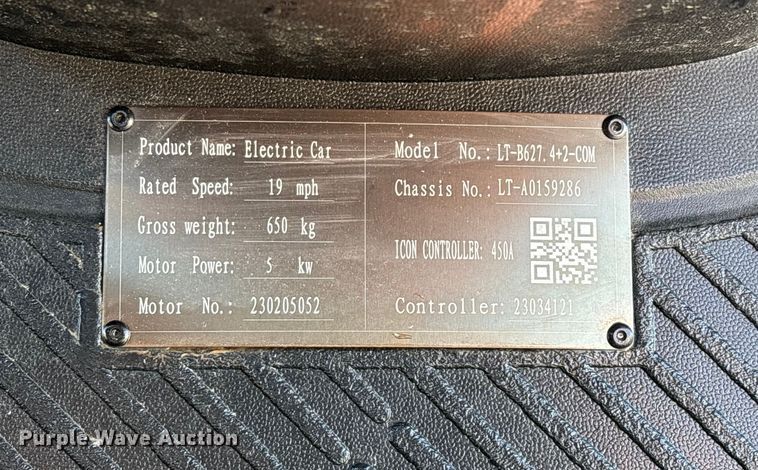 Product Name: Electric Car
Rated Speed: 19 mph
Gross weight: 650 kg
Motor Power: 5 kw
Motor No.: 230205052
Model No.: LT-B627.4+2-COM
Chassis No.: LT-A0159286
ICON CONTROLLER: 450A
Controller: 23034121
Purple Wave Auction